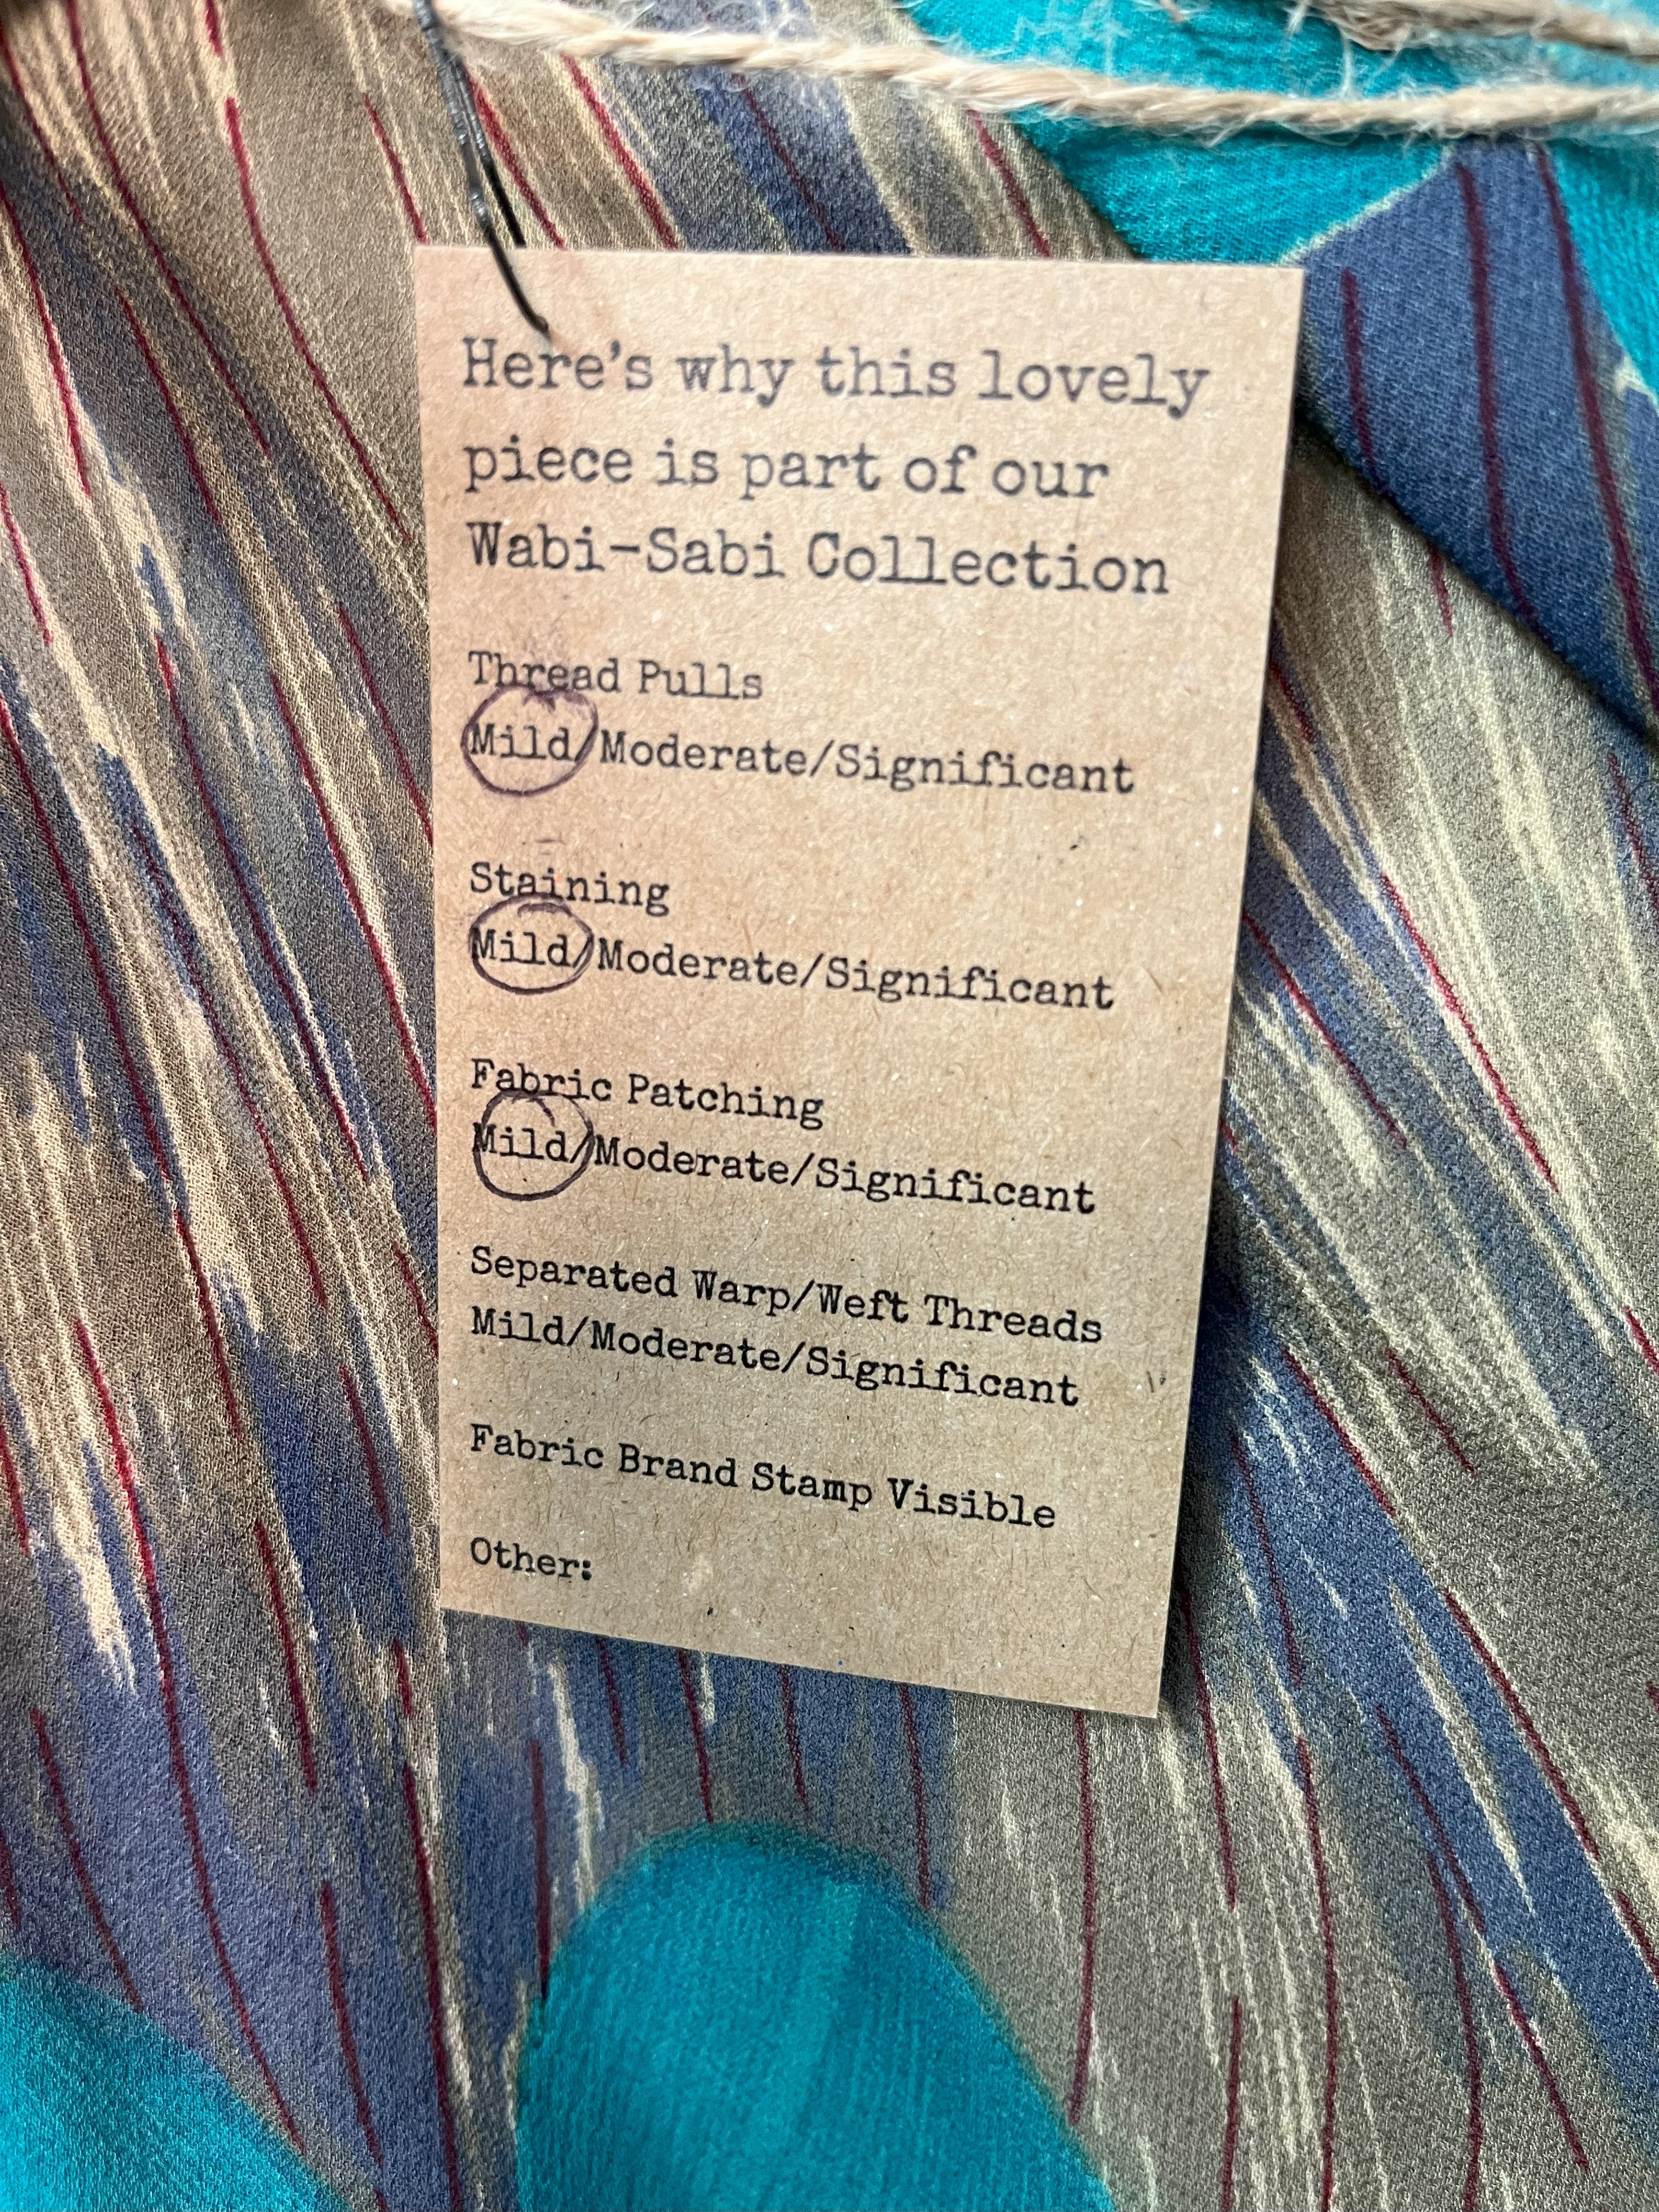 Here's why this lovely
piece is part of our
Wabi-Sabi Collection
Thread Pulls
Mild/Moderate/Significant
Staining
Mild/Moderate/Significant
Fabric Patching
Mild/Moderate/Significant
Separated Warp/Weft Threads
Mild/Moderate/Significant
Fabric Brand Stamp Visible
Other: